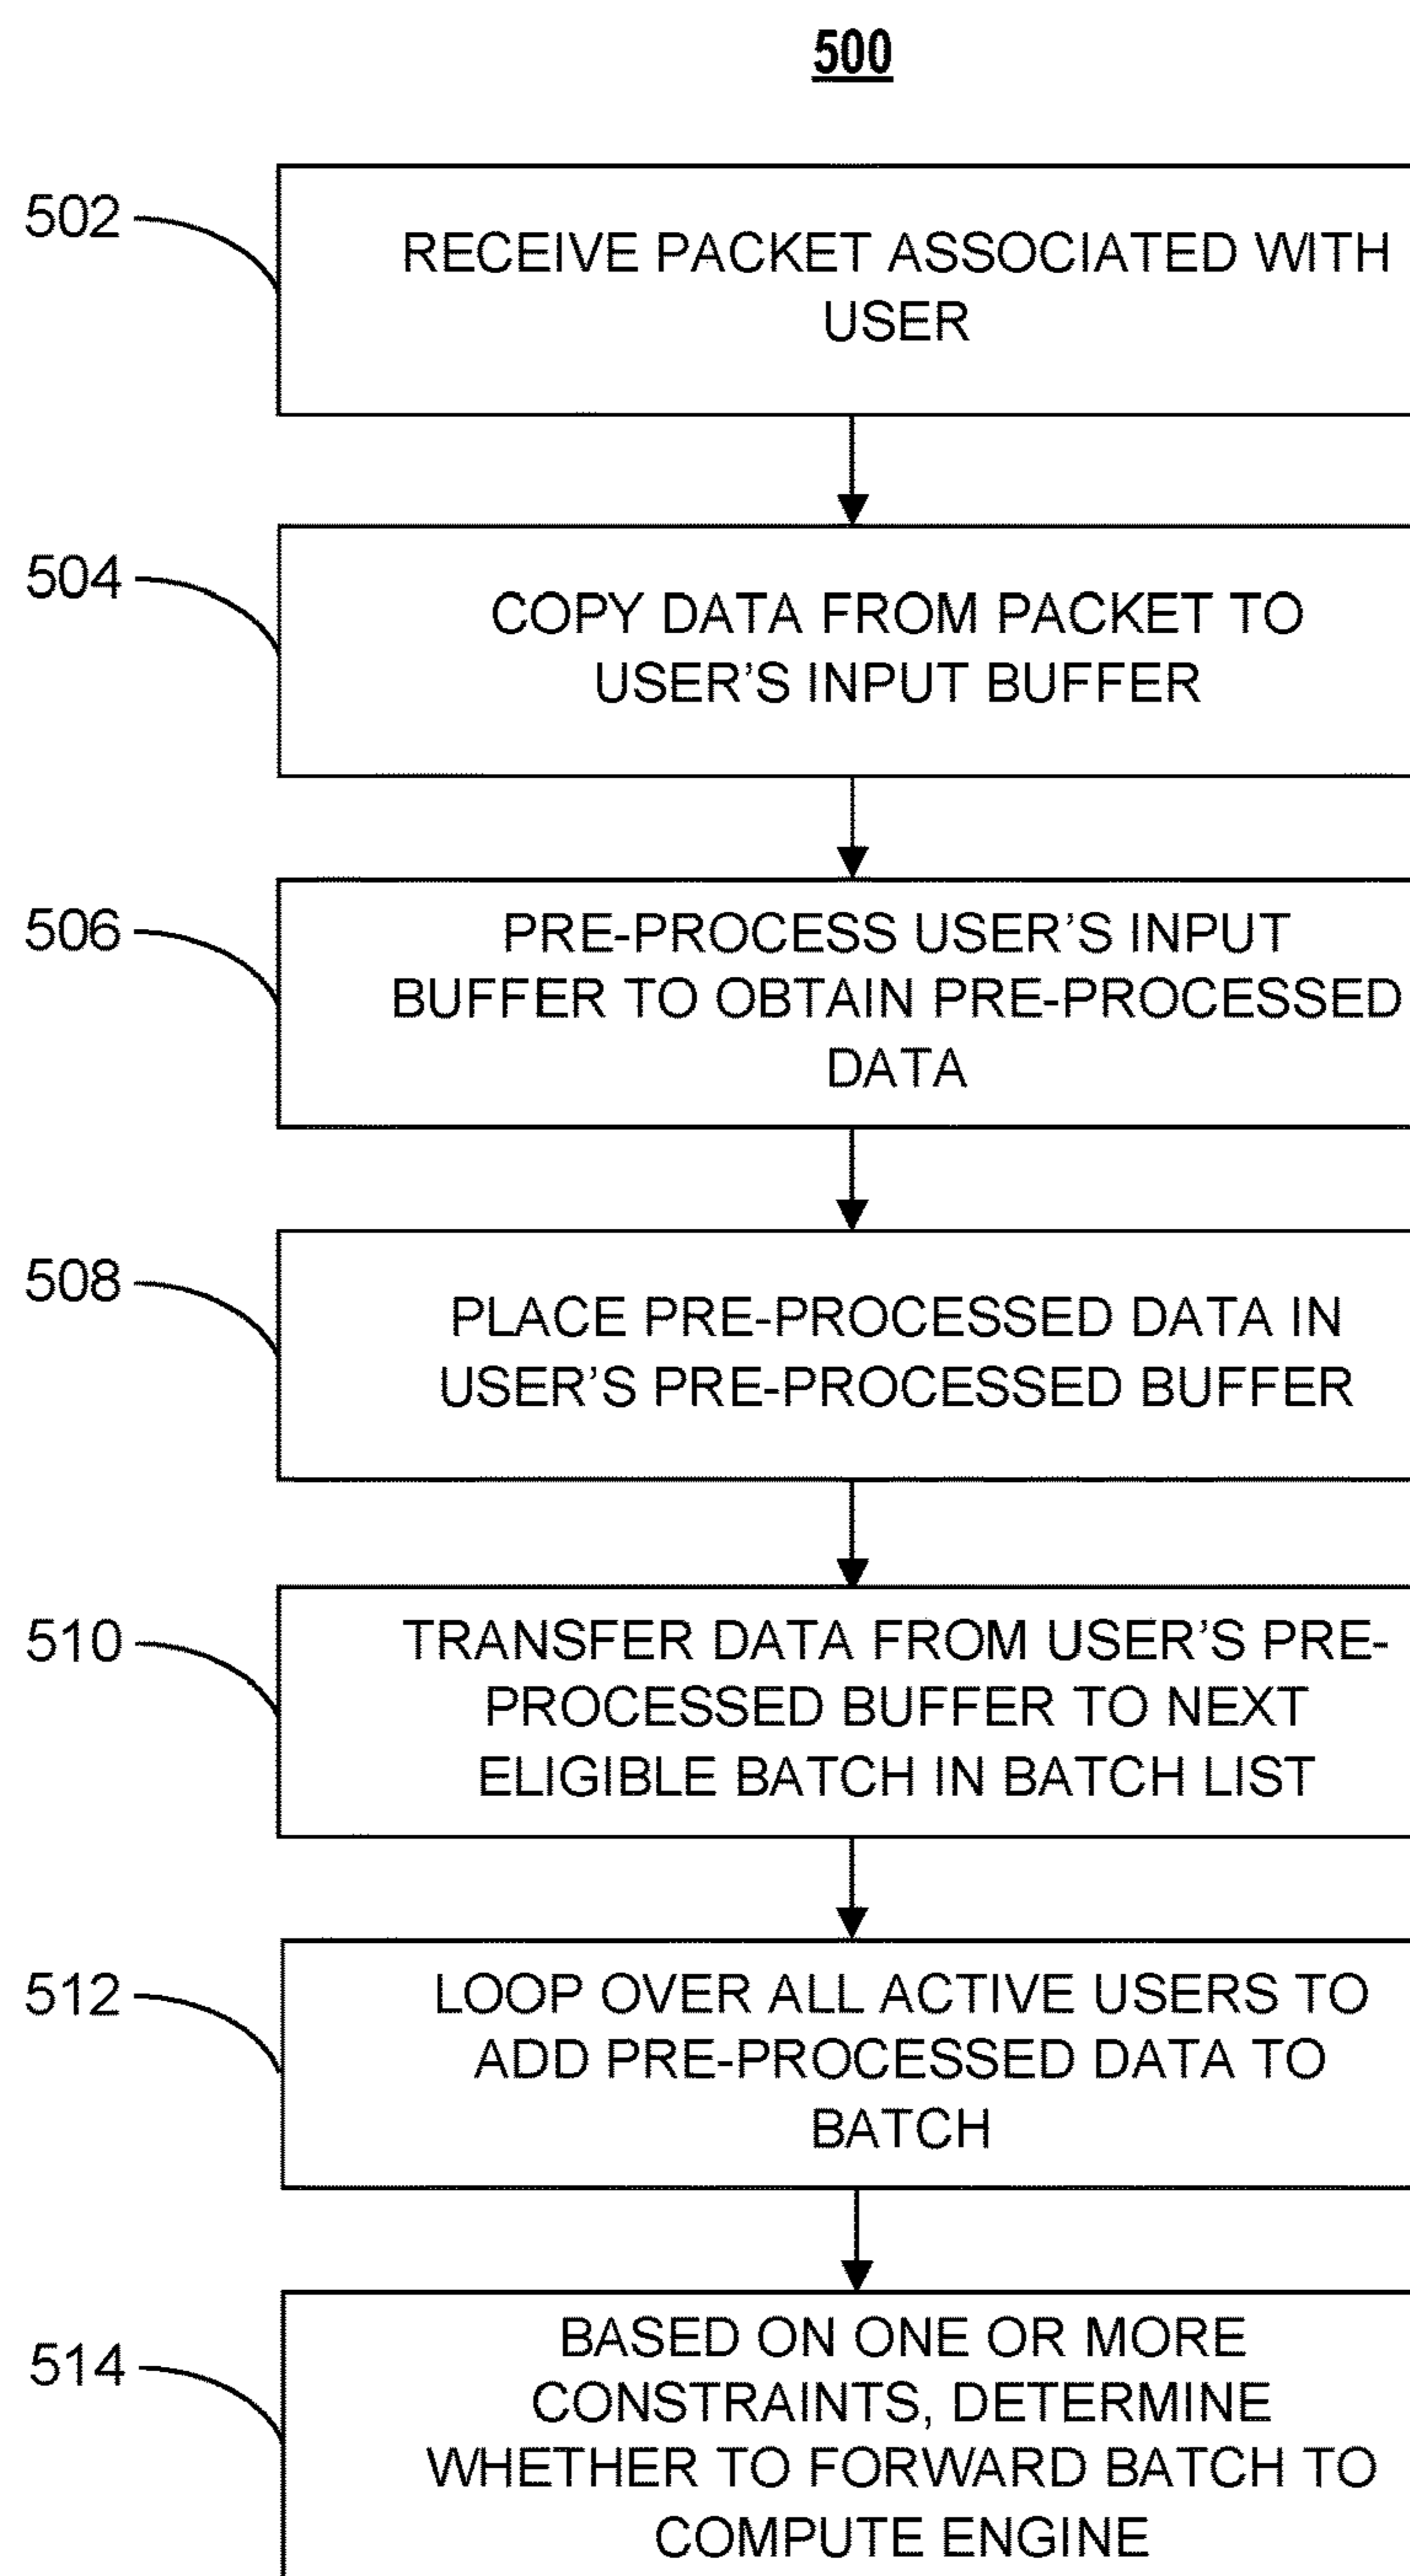 500
502
RECEIVE PACKET ASSOCIATED WITH
USER
504
COPY DATA FROM PACKET TO
USER’S INPUT BUFFER
506
PRE-PROCESS USER’S INPUT
BUFFER TO OBTAIN PRE-PROCESSED
DATA
508
PLACE PRE-PROCESSED DATA IN
USER’S PRE-PROCESSED BUFFER
510
TRANSFER DATA FROM USER’S PRE-
PROCESSED BUFFER TO NEXT
ELIGIBLE BATCH IN BATCH LIST
512
LOOP OVER ALL ACTIVE USERS TO
ADD PRE-PROCESSED DATA TO
BATCH
514
BASED ON ONE OR MORE
CONSTRAINTS, DETERMINE
WHETHER TO FORWARD BATCH TO
COMPUTE ENGINE